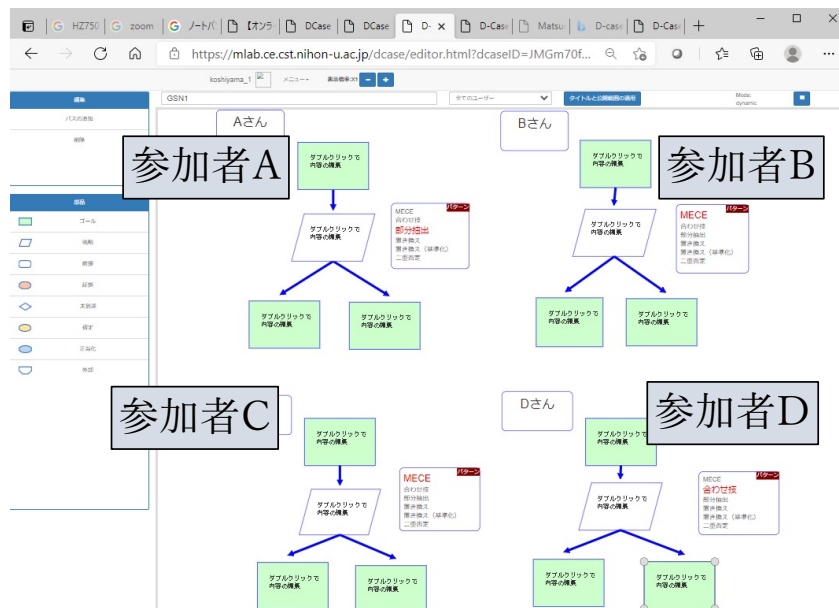 HZ750
zoom
ノートパ
【オンラ
DCase
DCase
D-
D-Case
Matsu
D-case
D-Case
https://mlab.ce.cst.nihon-u.ac.jp/dcase/editor.html?dcaseID=JMGm70f...
koshiyama_1
メニュー
GSN1
全てのユーザー
タイトルと公開範囲の適用
Mode:
dynamic
編集
パスの追加
削除
部品
ゴール
戦略
前提
証拠
未到達
仮定
正当化
外部
Aさん
参加者A
ダブルクリックで
内容の編集
ダブルクリックで
内容の編集
パターン
MECE
合わせ技
部分抽出
置き換え
置き換え（基準化）
二重否定
ダブルクリックで
内容の編集
ダブルクリックで
内容の編集
Bさん
参加者B
ダブルクリックで
内容の編集
ダブルクリックで
内容の編集
パターン
MECE
合わせ技
部分抽出
置き換え
置き換え（基準化）
二重否定
ダブルクリックで
内容の編集
ダブルクリックで
内容の編集
参加者C
ダブルクリックで
内容の編集
ダブルクリックで
内容の編集
パターン
MECE
合わせ技
部分抽出
置き換え
置き換え（基準化）
二重否定
ダブルクリックで
内容の編集
ダブルクリックで
内容の編集
Dさん
参加者D
ダブルクリックで
内容の編集
ダブルクリックで
内容の編集
パターン
MECE
合わせ技
部分抽出
置き換え
置き換え（基準化）
二重否定
ダブルクリックで
内容の編集
ダブルクリックで
内容の編集